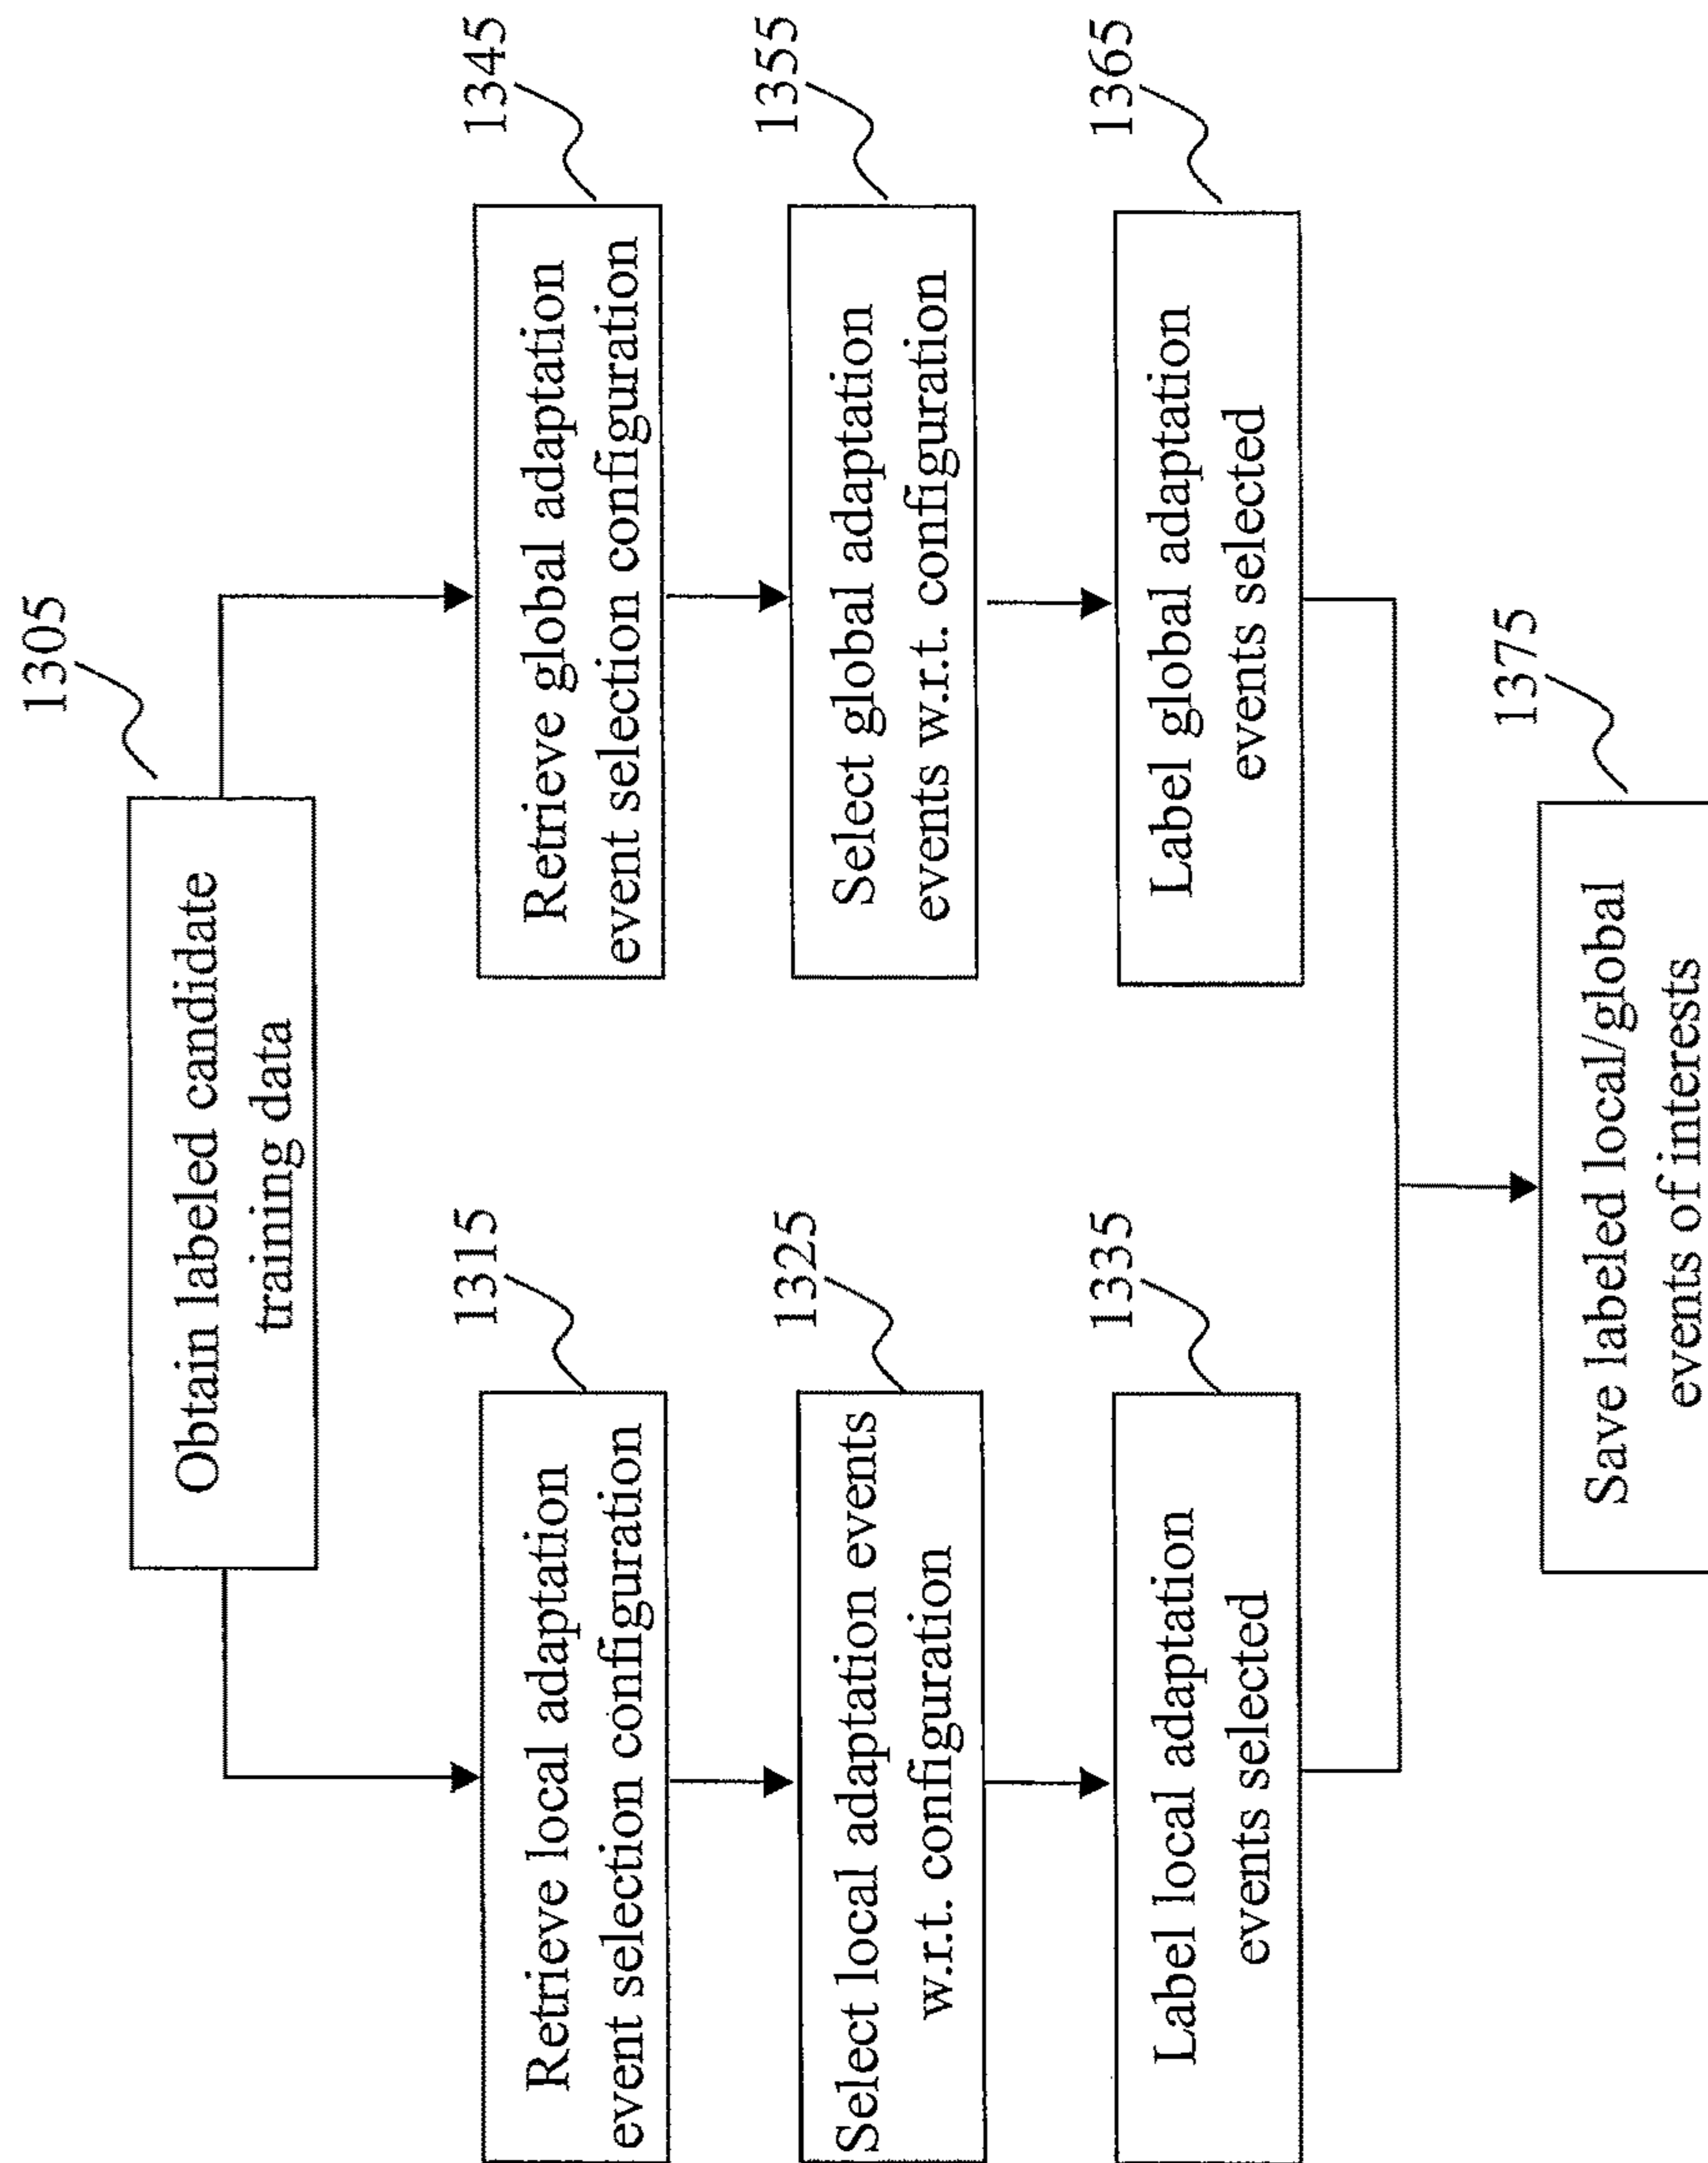 1305
Obtain labeled candidate
training data
1315
Retrieve local adaptation
event selection configuration
1345
Retrieve global adaptation
event selection configuration
1325
Select local adaptation events
w.r.t. configuration
1355
Select global adaptation
events w.r.t. configuration
1335
Label local adaptation
events selected
1365
Label global adaptation
events selected
1375
Save labeled local/global
events of interests